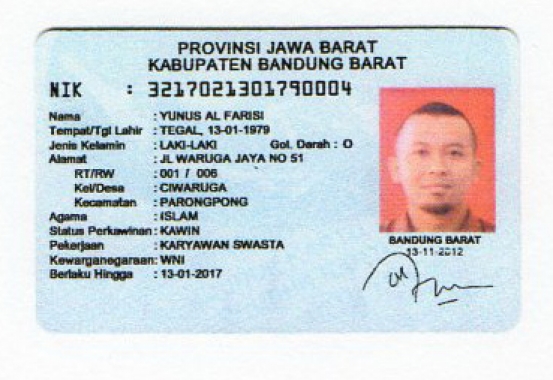 PROVINSI JAWA BARAT
KABUPATEN BANDUNG BARAT
NIK : 3217021301790004
Nama : YUNUS AL FARISI
Tempat/Tgl Lahir : TEGAL, 13-01-1979
Jenis Kelamin : LAKI-LAKI Gol. Darah : O
Alamat : JL WARUGA JAYA NO 51
RT/RW : 001 / 006
Kel/Desa : CIWARUGA
Kecamatan : PARONGPONG
Agama : ISLAM
Status Perkawinan : KAWIN
Pekerjaan : KARYAWAN SWASTA
Kewarganegaraan : WNI
Berlaku Hingga : 13-01-2017
BANDUNG BARAT
13-11-2012